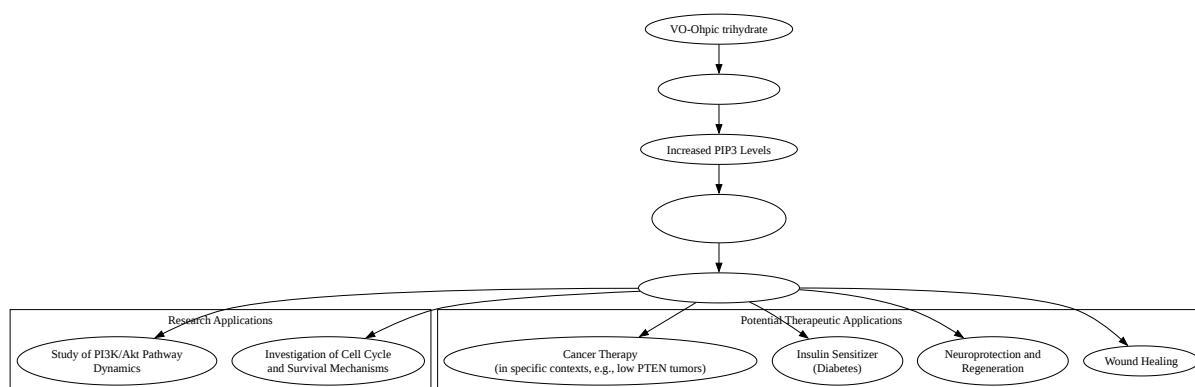 VO-Ohpic trihydrate
Increased PIP3 Levels
Research Applications
Potential Therapeutic Applications
Study of PI3K/Akt Pathway
Dynamics
Investigation of Cell Cycle
and Survival Mechanisms
Cancer Therapy
(in specific contexts, e.g., low PTEN tumors)
Insulin Sensitizer
(Diabetes)
Neuroprotection and
Regeneration
Wound Healing